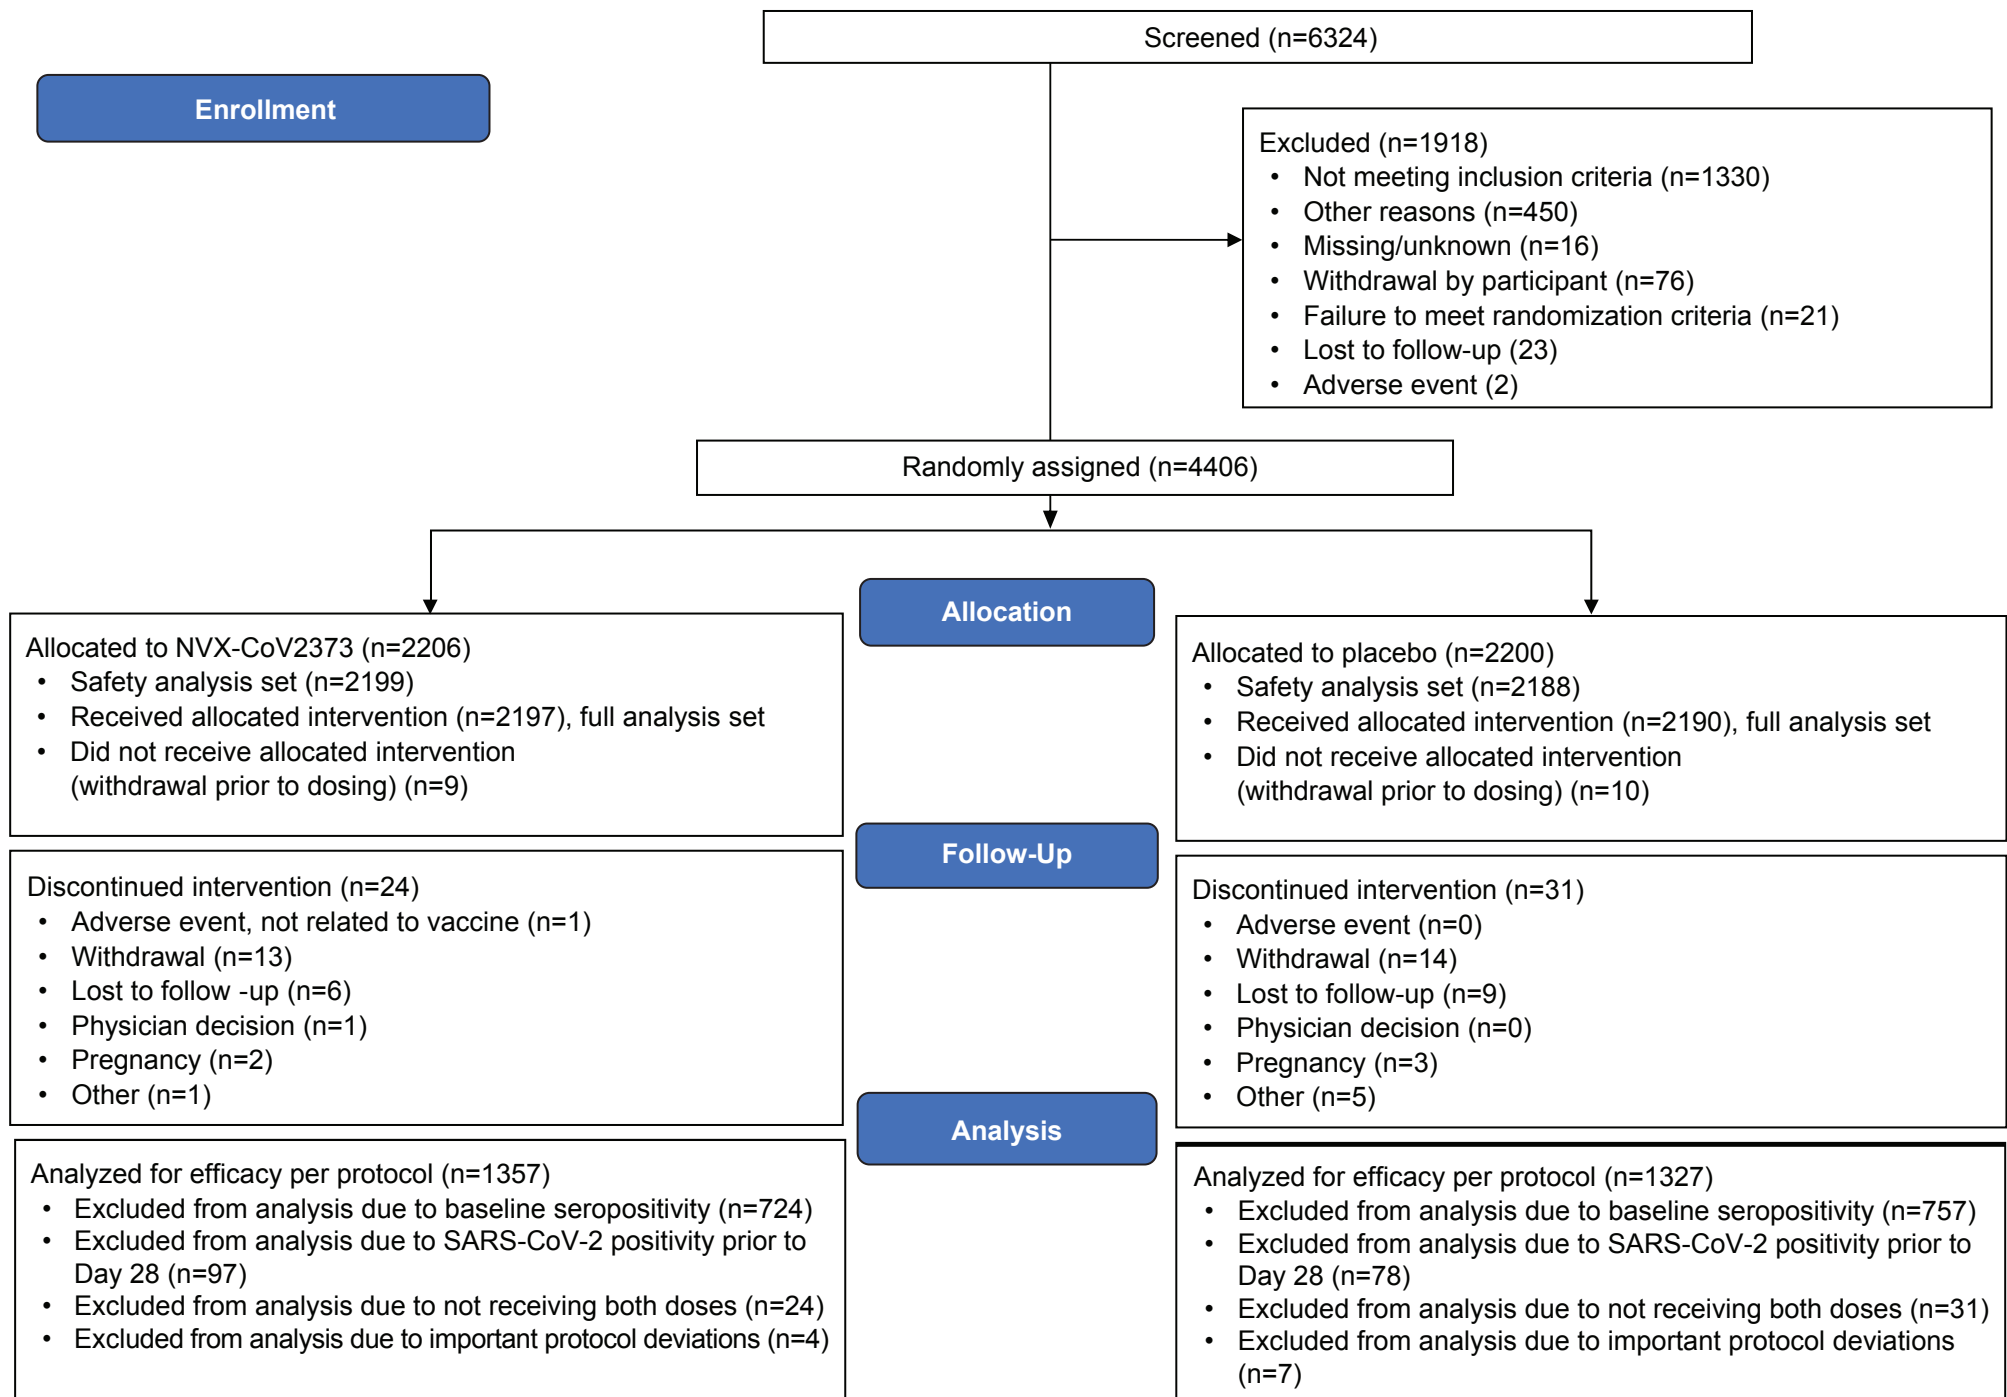 Screened (n=6324)
Enrollment
Excluded (n=1918)
• Not meeting inclusion criteria (n=1330)
• Other reasons (n=450)
• Missing/unknown (n=16)
• Withdrawal by participant (n=76)
• Failure to meet randomization criteria (n=21)
• Lost to follow-up (23)
• Adverse event (2)
Randomly assigned (n=4406)
Allocation
Allocated to NVX-CoV2373 (n=2206)
• Safety analysis set (n=2199)
• Received allocated intervention (n=2197), full analysis set
• Did not receive allocated intervention
(withdrawal prior to dosing) (n=9)
Allocated to placebo (n=2200)
• Safety analysis set (n=2188)
• Received allocated intervention (n=2190), full analysis set
• Did not receive allocated intervention
(withdrawal prior to dosing) (n=10)
Follow-Up
Discontinued intervention (n=24)
• Adverse event, not related to vaccine (n=1)
• Withdrawal (n=13)
• Lost to follow -up (n=6)
• Physician decision (n=1)
• Pregnancy (n=2)
• Other (n=1)
Discontinued intervention (n=31)
• Adverse event (n=0)
• Withdrawal (n=14)
• Lost to follow-up (n=9)
• Physician decision (n=0)
• Pregnancy (n=3)
• Other (n=5)
Analysis
Analyzed for efficacy per protocol (n=1357)
• Excluded from analysis due to baseline seropositivity (n=724)
• Excluded from analysis due to SARS-CoV-2 positivity prior to
Day 28 (n=97)
• Excluded from analysis due to not receiving both doses (n=24)
• Excluded from analysis due to important protocol deviations (n=4)
Analyzed for efficacy per protocol (n=1327)
• Excluded from analysis due to baseline seropositivity (n=757)
• Excluded from analysis due to SARS-CoV-2 positivity prior to
Day 28 (n=78)
• Excluded from analysis due to not receiving both doses (n=31)
• Excluded from analysis due to important protocol deviations
(n=7)